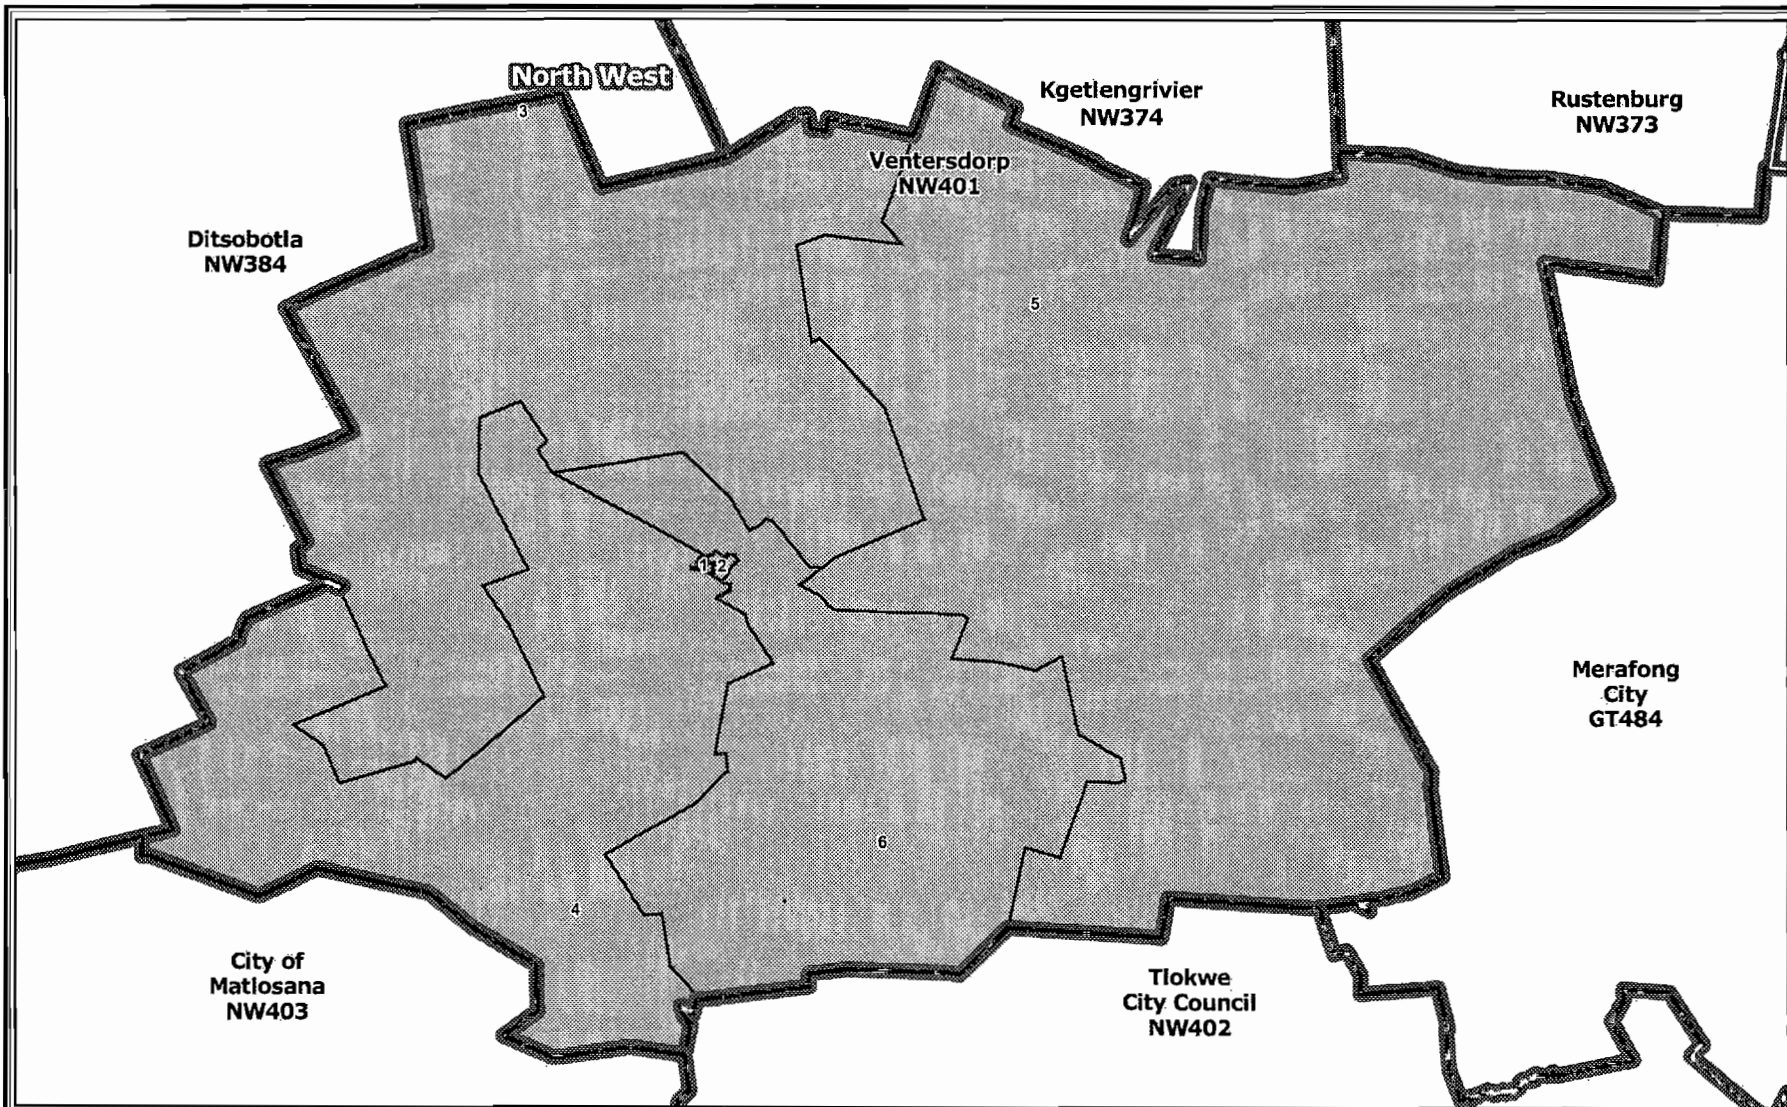 North West
3
Kgetlengrivier
NW374
Rustenburg
NW373
Ventersdorp
NW401
Ditsobotla
NW384
5
1
2
Merafong
City
GT484
6
4
City of
Matlosana
NW403
Tlokwe
City Council
NW402